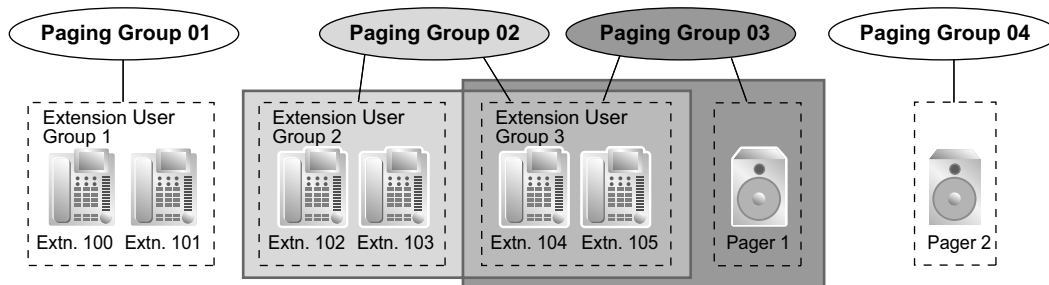 Paging Group 01
Paging Group 02
Paging Group 03
Paging Group 04
Extension User
Group 1
Extn. 100
Extn. 101
Extension User
Group 2
Extn. 102
Extn. 103
Extension User
Group 3
Extn. 104
Extn. 105
Pager 1
Pager 2